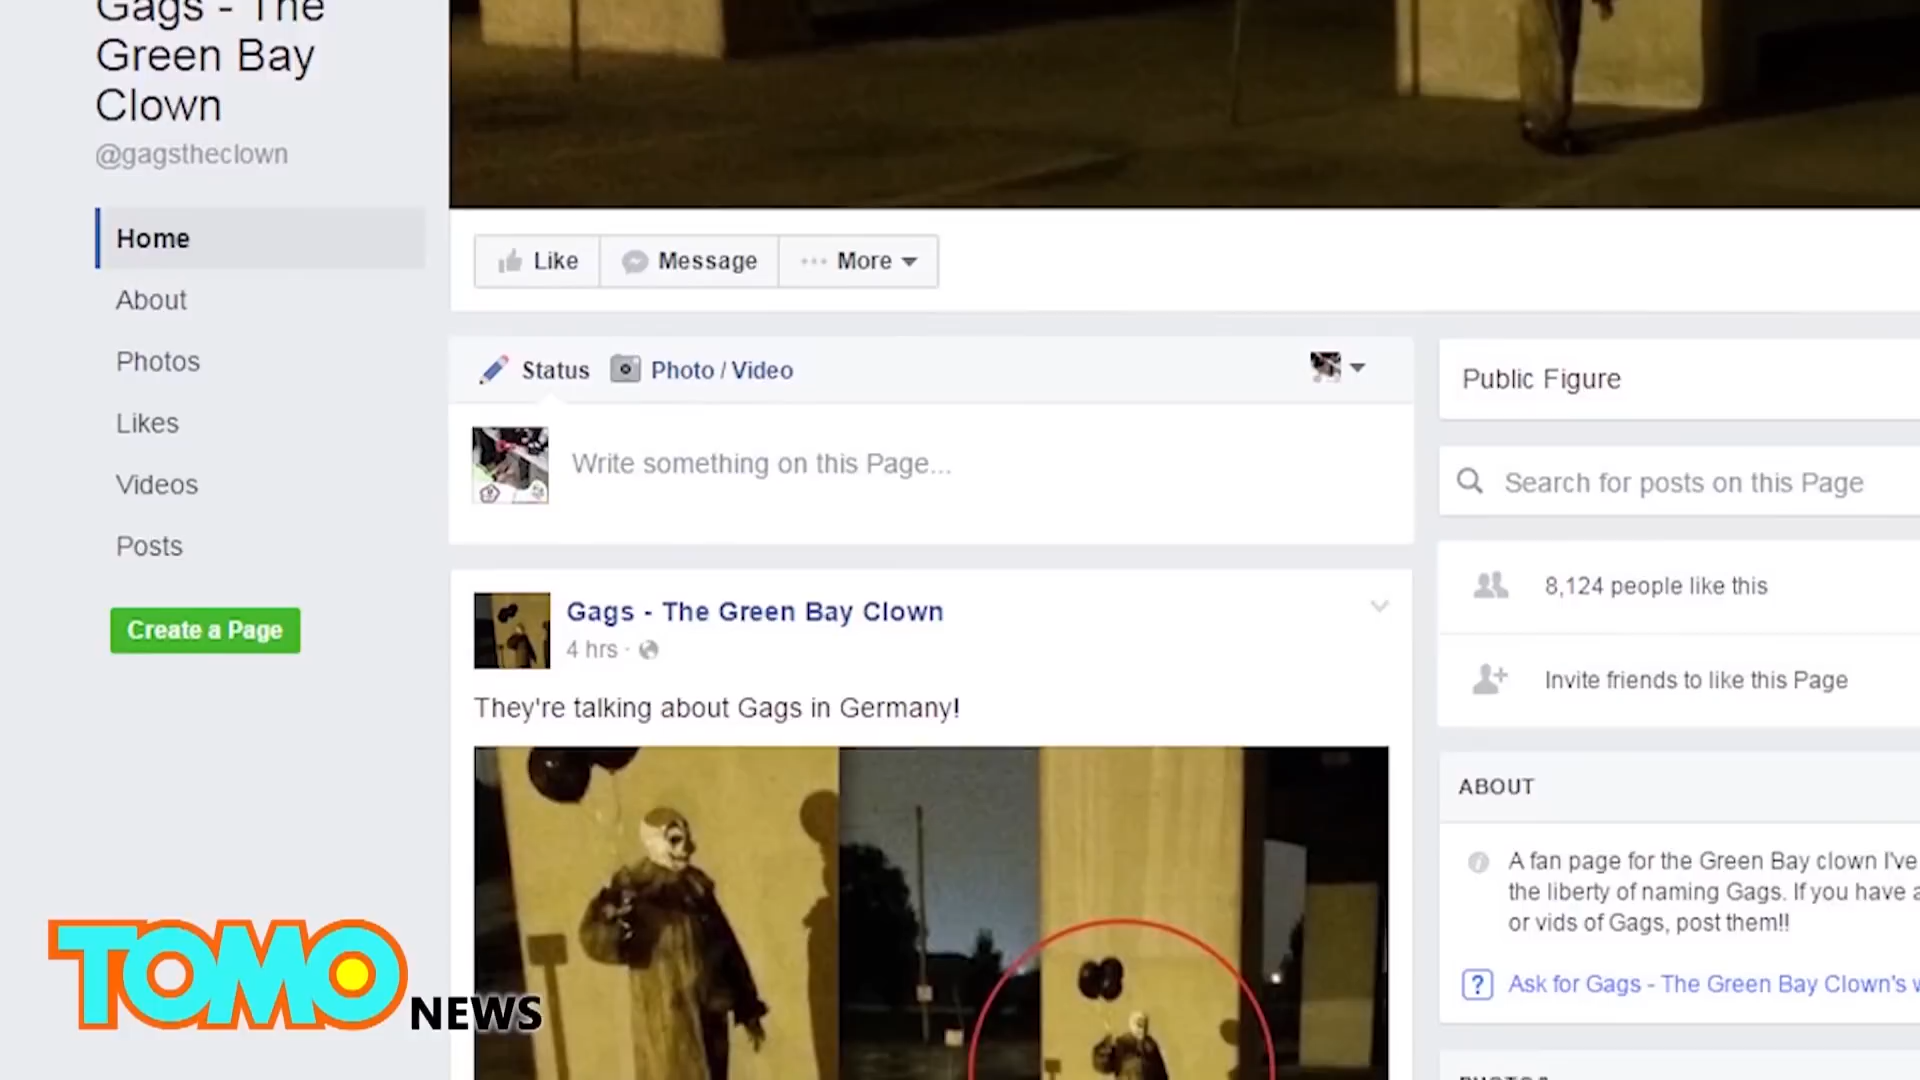 Gags - The
Green Bay
Clown
@gagstheclown
Home
About
Photos
Likes
Videos
Posts
Create a Page
Like
Message
More
Status
Photo / Video
Write something on this Page...
Gags - The Green Bay Clown
4 hrs ·
They're talking about Gags in Germany!
Public Figure
Search for posts on this Page
8,124 people like this
Invite friends to like this Page
ABOUT
A fan page for the Green Bay clown I've
the liberty of naming Gags. If you have a
or vids of Gags, post them!!
? Ask for Gags - The Green Bay Clown's w
PHOTOS
TOMO
NEWS